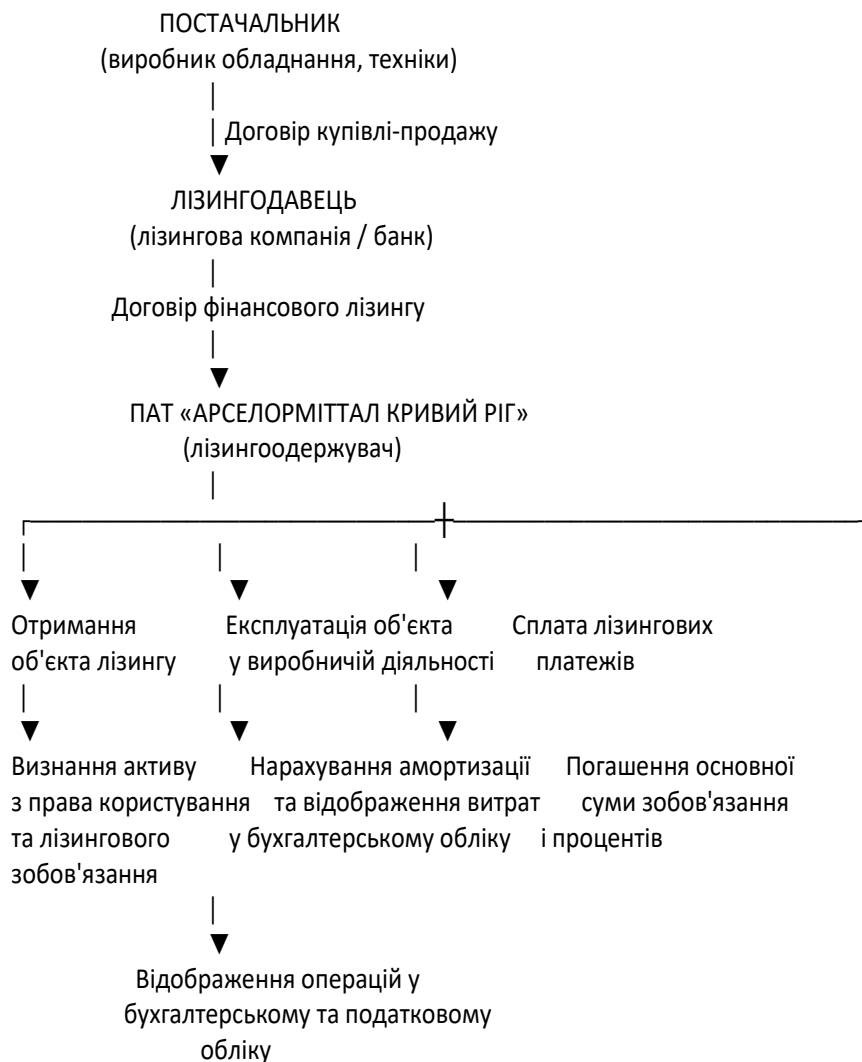 ПОСТАЧАЛЬНИК
(виробник обладнання, техніки)
Договір купівлі-продажу
ЛІЗИНГОДАВЕЦЬ
(лізингова компанія / банк)
Договір фінансового лізингу
ПАТ «АРСЕЛОРМІТТАЛ КРИВИЙ РІГ»
(лізингоодержувач)
Отримання Експлуатація об'єкта Сплата лізингових
об'єкта лізингу у виробничій діяльності платежів
Визнання активу Нарахування амортизації Погашення основної
з права користування та відображення витрат суми зобов'язання
та лізингового у бухгалтерському обліку і процентів
зобов'язання
Відображення операцій у
бухгалтерському та податковому
обліку